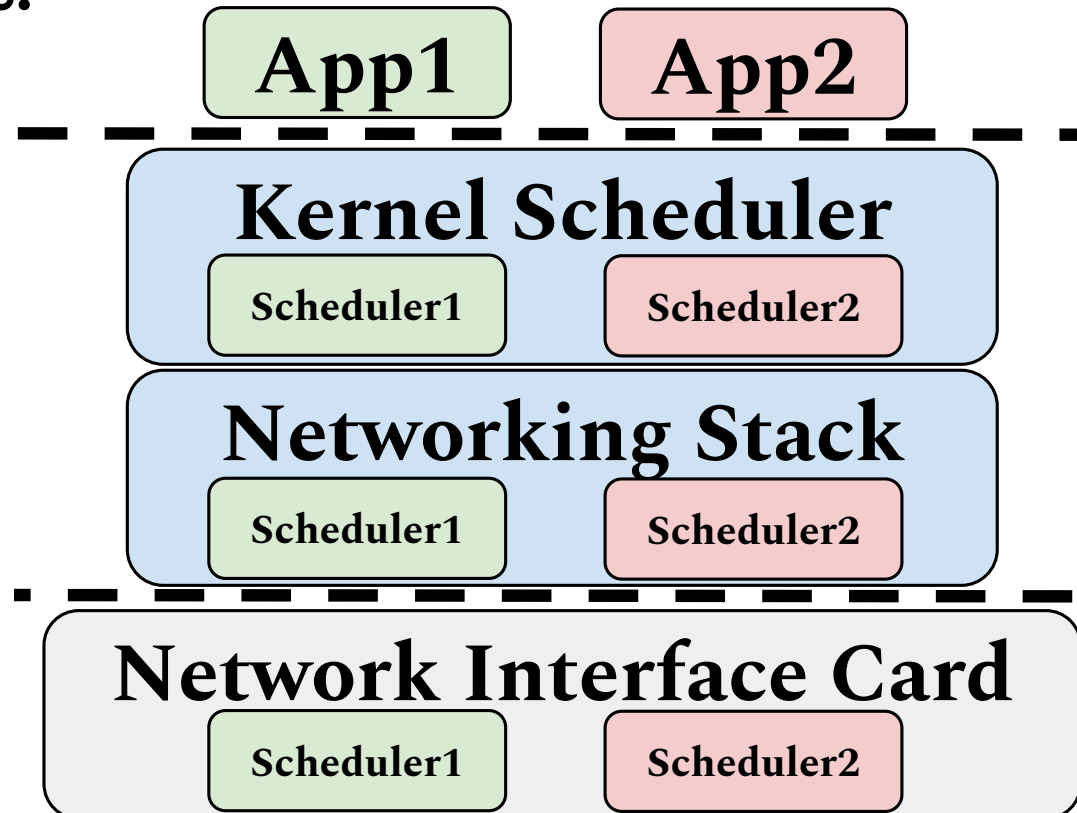 App1 App2
Kernel Scheduler
Scheduler1 Scheduler2
Networking Stack
Scheduler1 Scheduler2
Network Interface Card
Scheduler1 Scheduler2